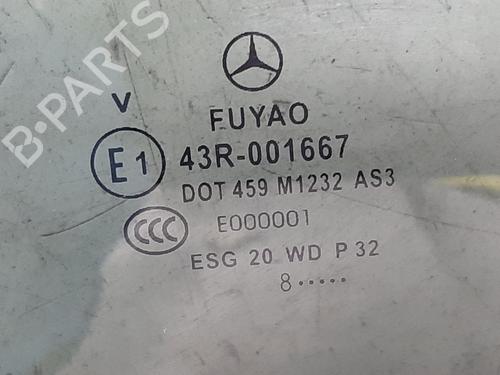 B-PARTS
FUYAO
V
E1 43R-001667
DOT 459 M1232 AS3
CCC E000001
ESG 20 WD P 32
8·····